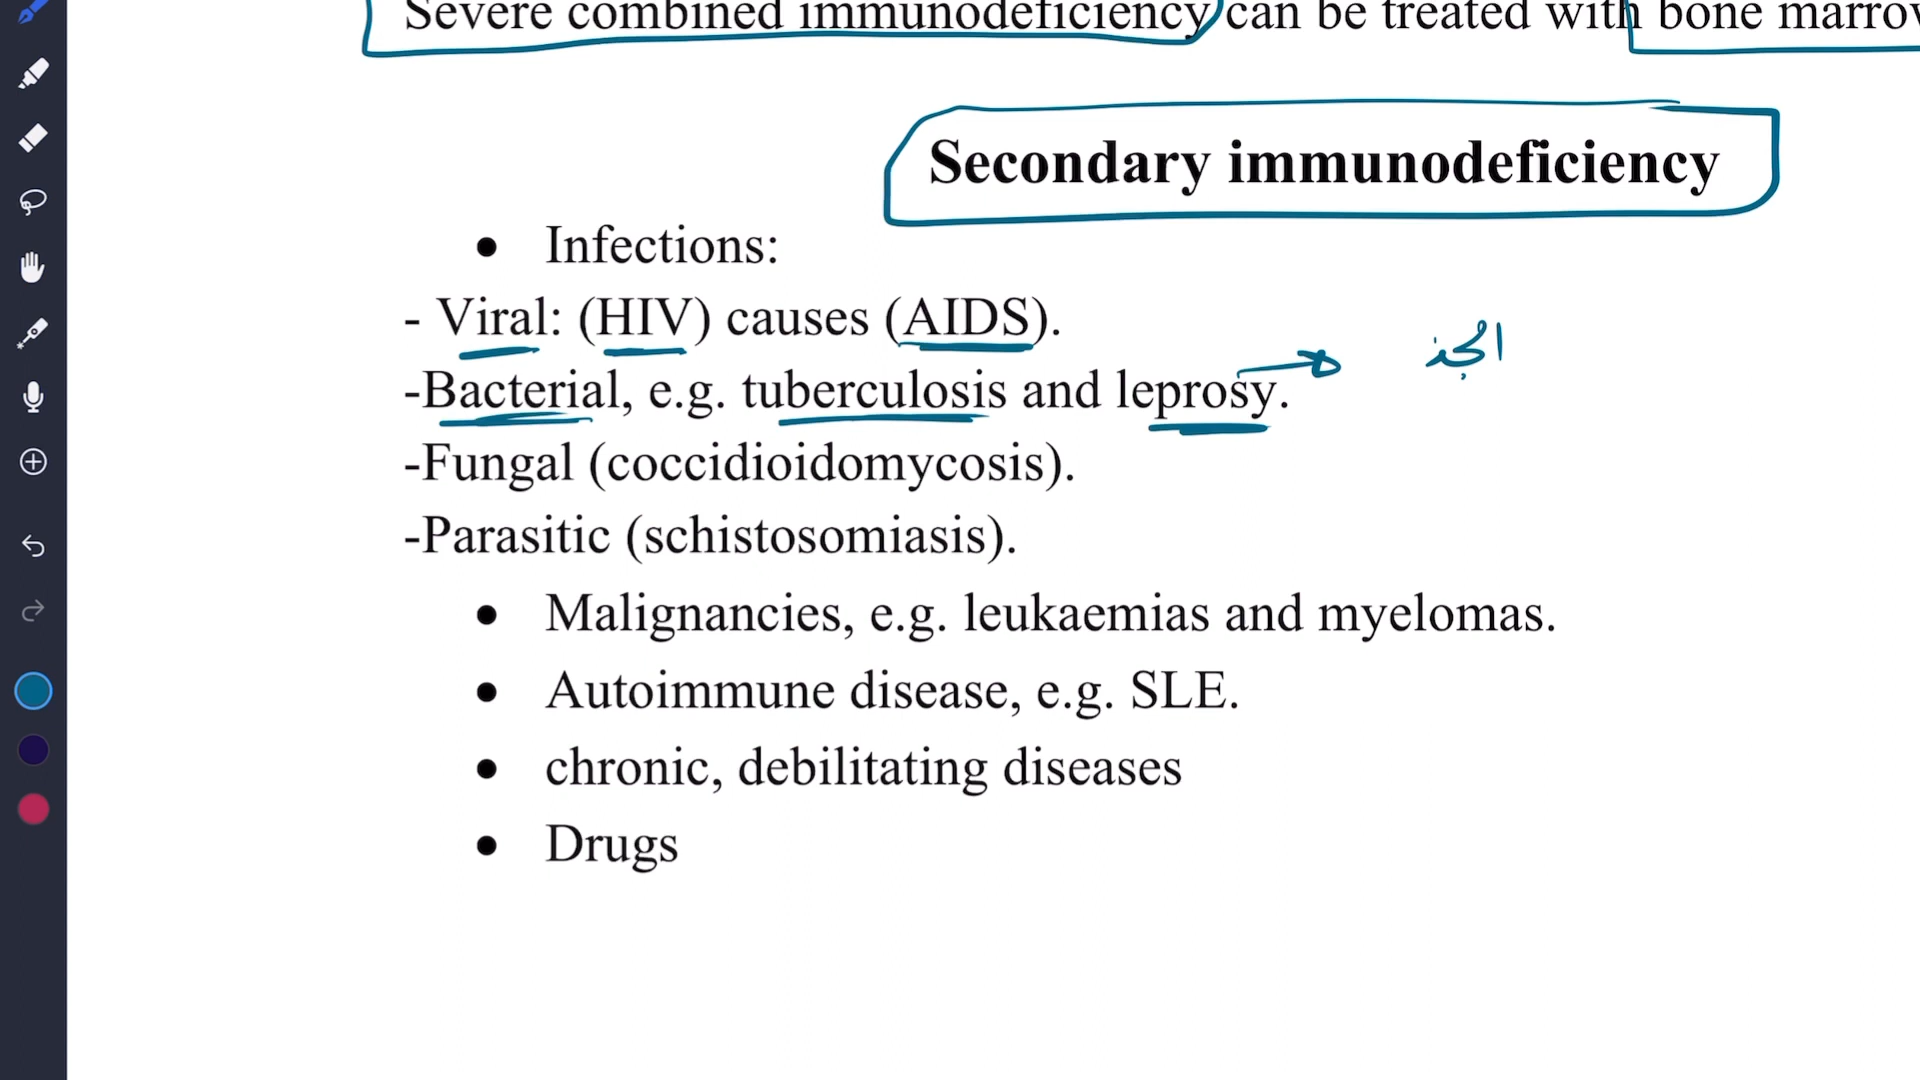 Severe combined immunodeficiency can be treated with bone marrow
Secondary immunodeficiency
• Infections:
- Viral: (HIV) causes (AIDS).
الجذ
-Bacterial, e.g. tuberculosis and leprosy.
-Fungal (coccidioidomycosis).
-Parasitic (schistosomiasis).
• Malignancies, e.g. leukaemias and myelomas.
• Autoimmune disease, e.g. SLE.
• chronic, debilitating diseases
• Drugs